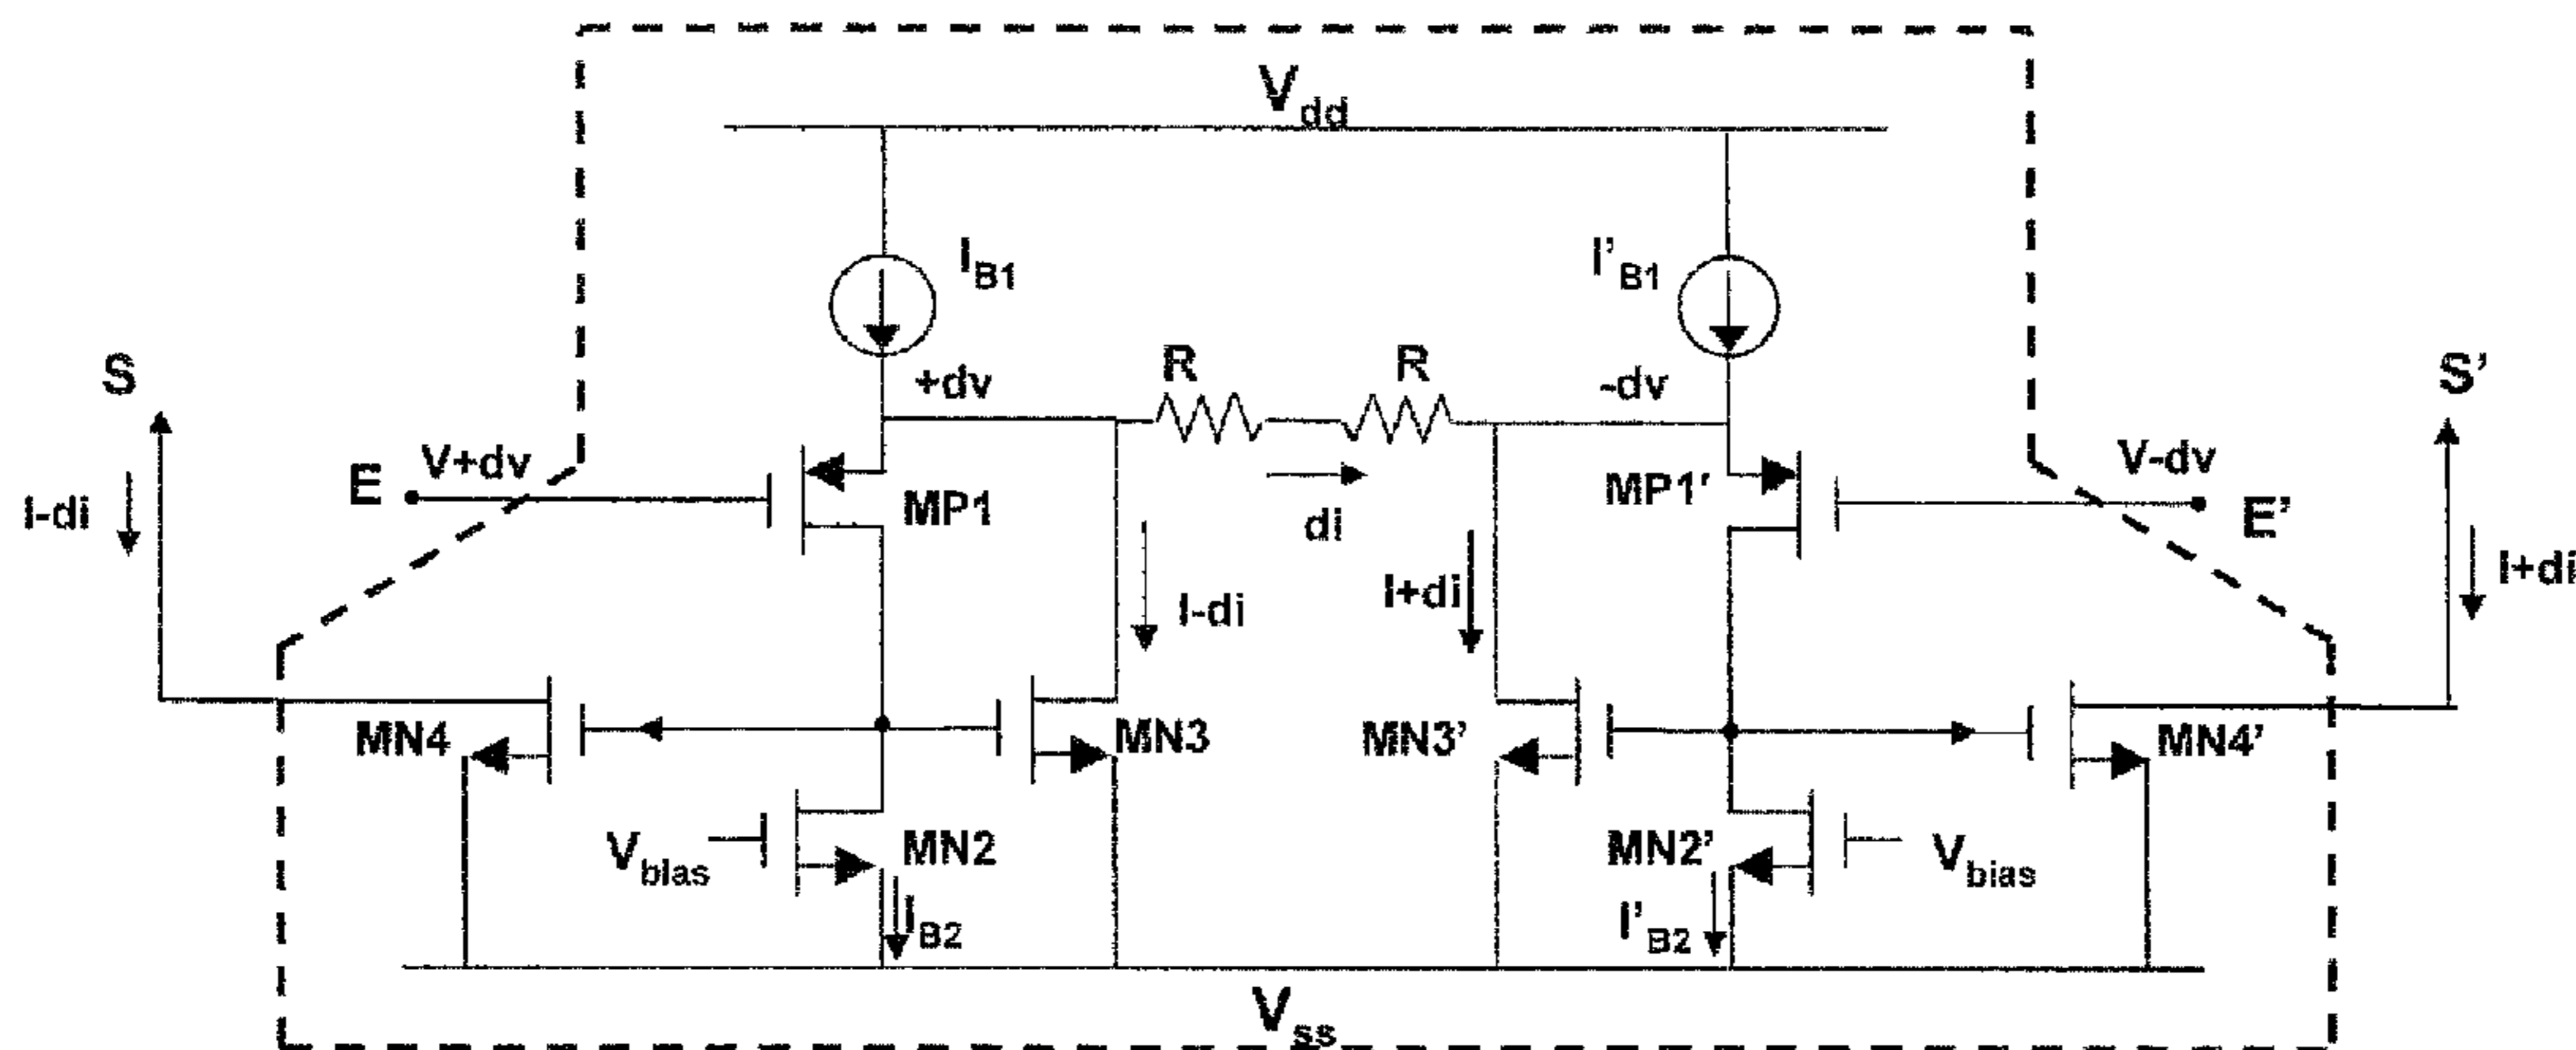 Vdd
IB1
I'B1
S
+dv
R
R
-dv
S'
E
V+dv
V-dv
I-di
MP1
di
MP1'
E'
I-di
I+di
I+di
MN4
MN3
MN3'
MN4'
Vbias
MN2
MN2'
Vbias
IB2
I'B2
Vss